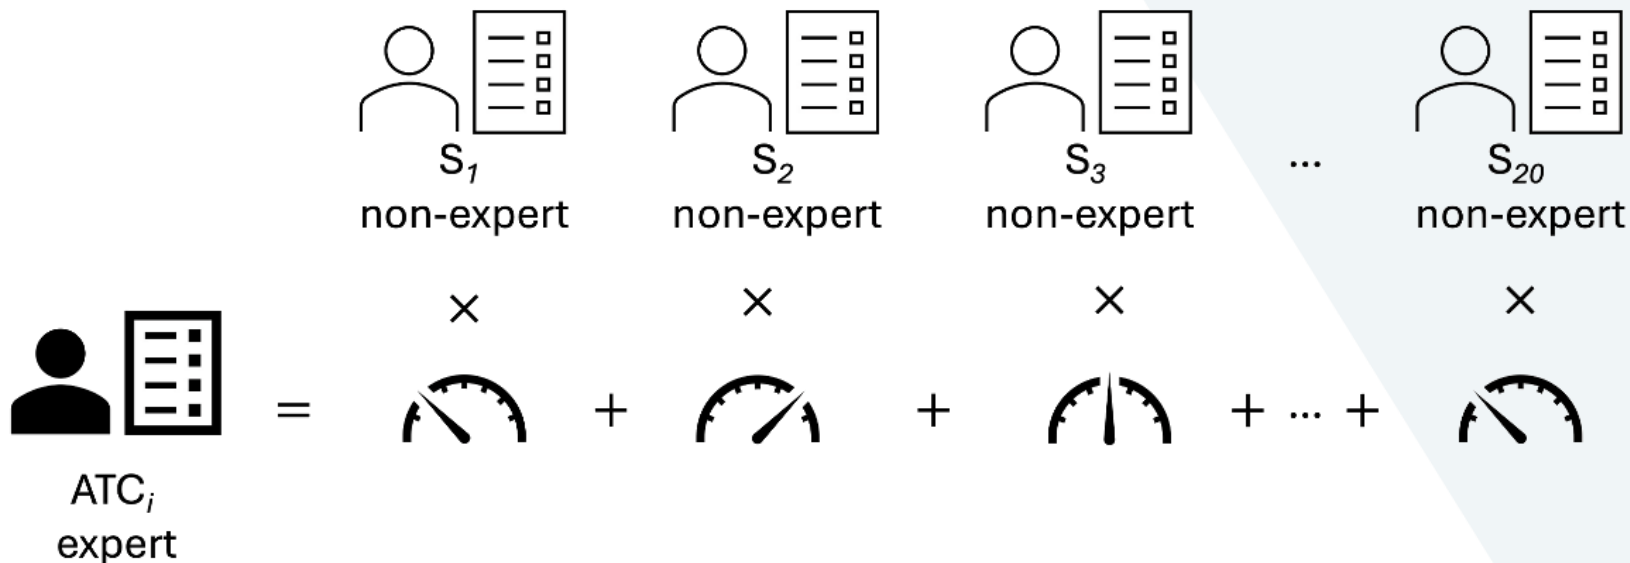 S₁ S₂ S₃ ... S₂₀
non-expert non-expert non-expert non-expert
× × × ×
= + + + ... +
ATCᵢ
expert